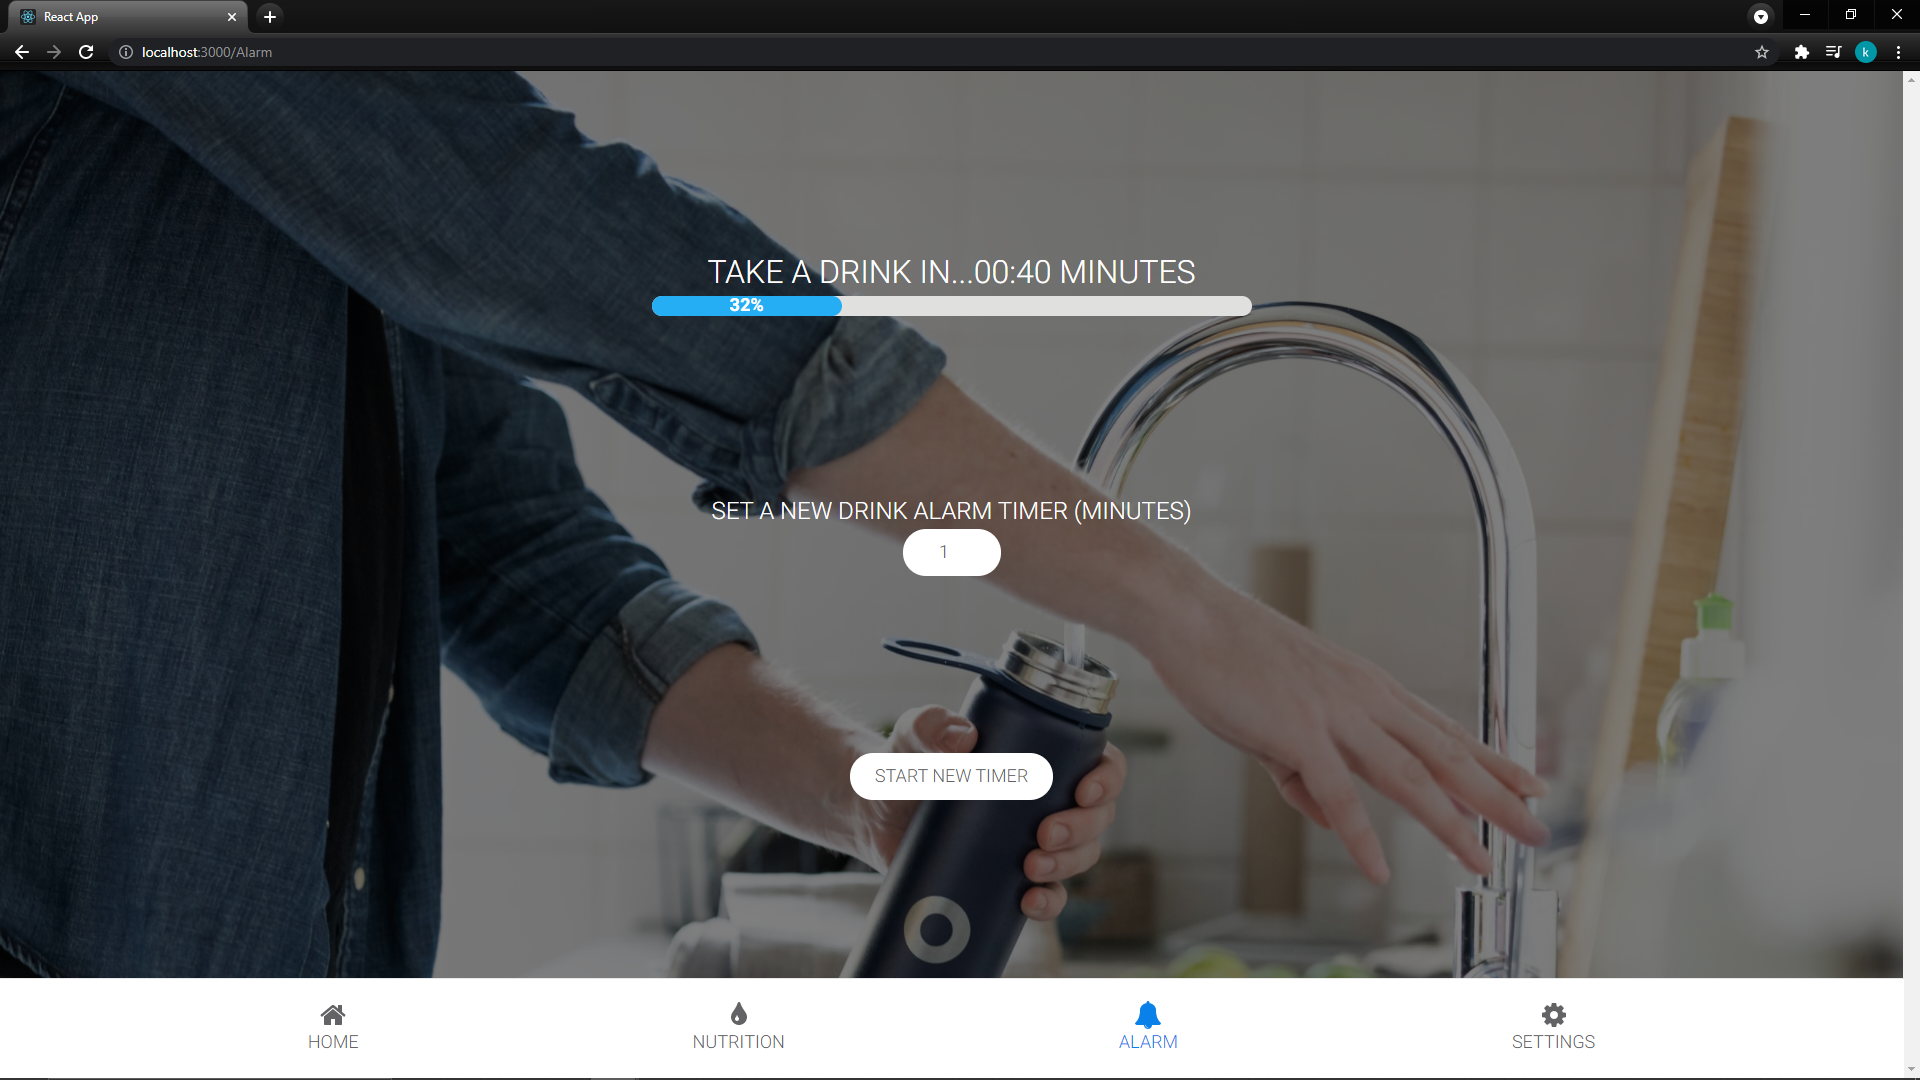 React App
localhost:3000/Alarm
k
TAKE A DRINK IN...00:40 MINUTES
32%
SET A NEW DRINK ALARM TIMER (MINUTES)
1
START NEW TIMER
HOME
NUTRITION
ALARM
SETTINGS